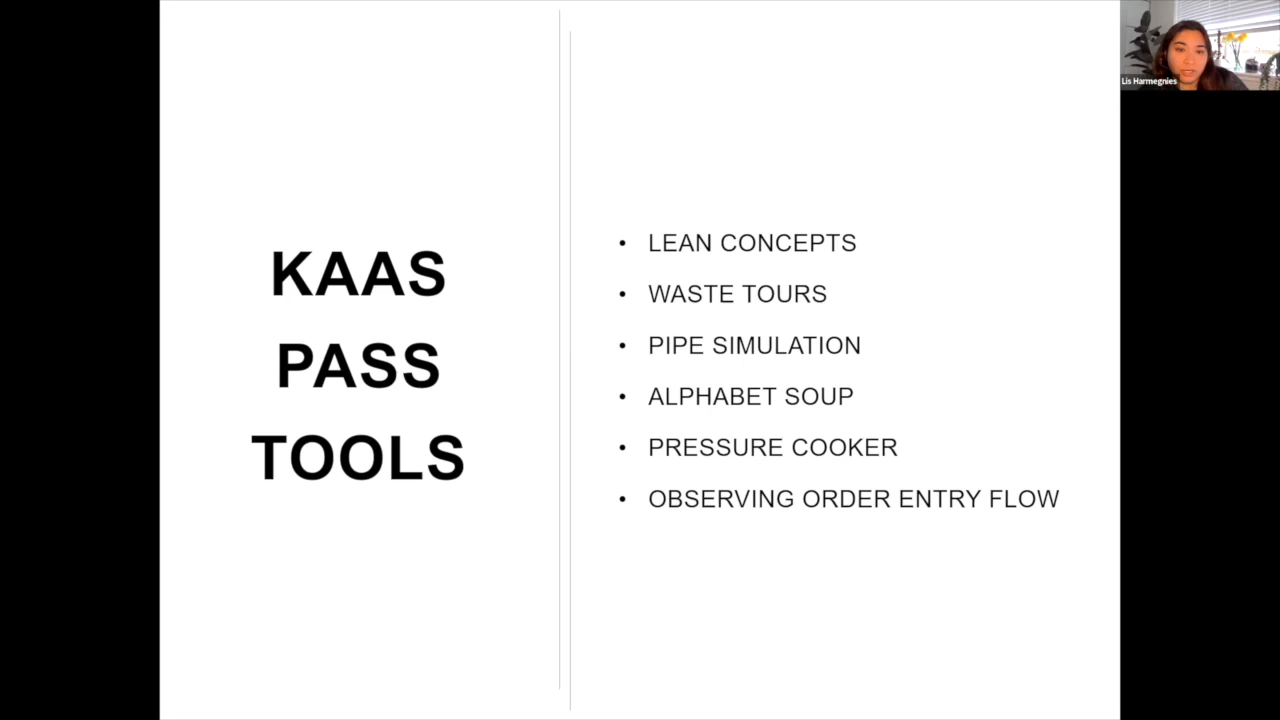 Lis Harmegnies
KAAS
PASS
TOOLS
• LEAN CONCEPTS
• WASTE TOURS
• PIPE SIMULATION
• ALPHABET SOUP
• PRESSURE COOKER
• OBSERVING ORDER ENTRY FLOW